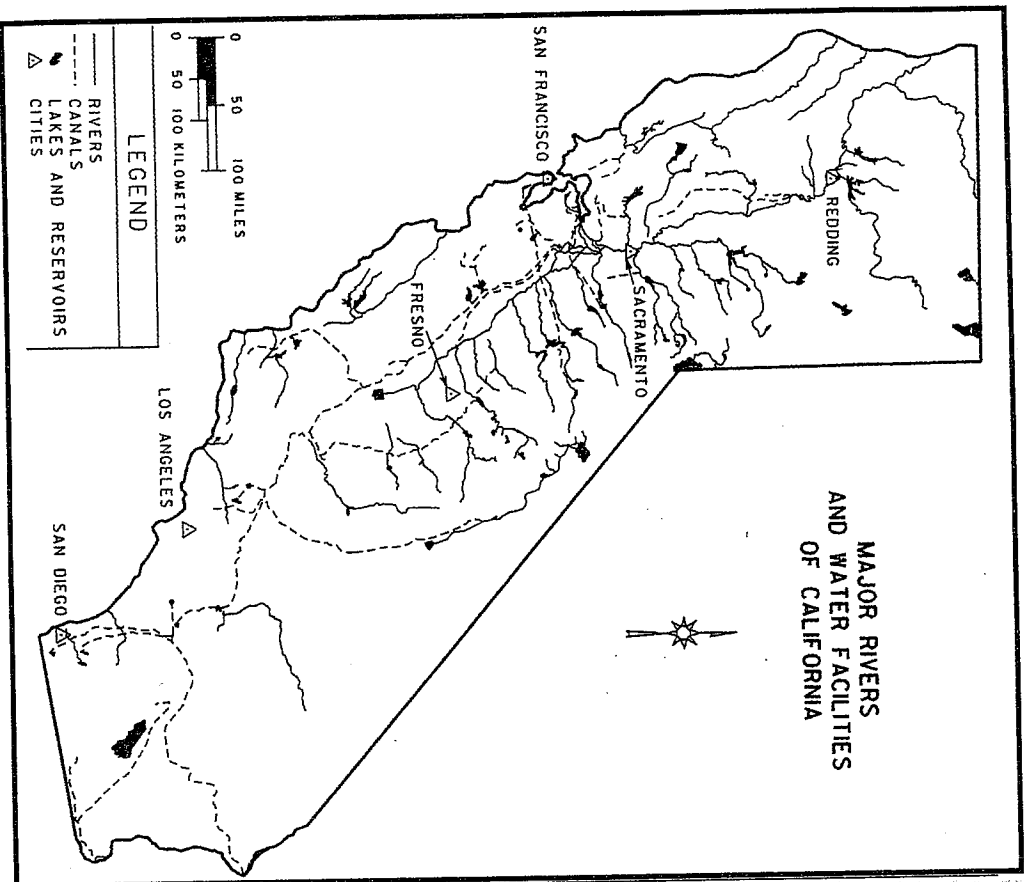 MAJOR RIVERS
AND WATER FACILITIES
OF CALIFORNIA
REDDING
SACRAMENTO
SAN FRANCISCO
FRESNO
LOS ANGELES
SAN DIEGO
0 50 100 MILES
0 50 100 KILOMETERS
LEGEND
RIVERS
CANALS
LAKES AND RESERVOIRS
CITIES